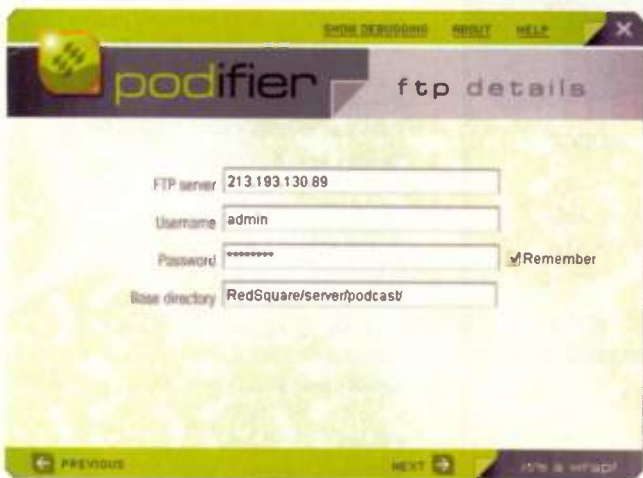 SHOW DEBUGGING ABOUT HELP
podifier
ftp details
FTP server 213.193.130.89
Username admin
Password ********
Remember
Base directory RedSquare/server/podcast/
PREVIOUS NEXT it's a wrap!